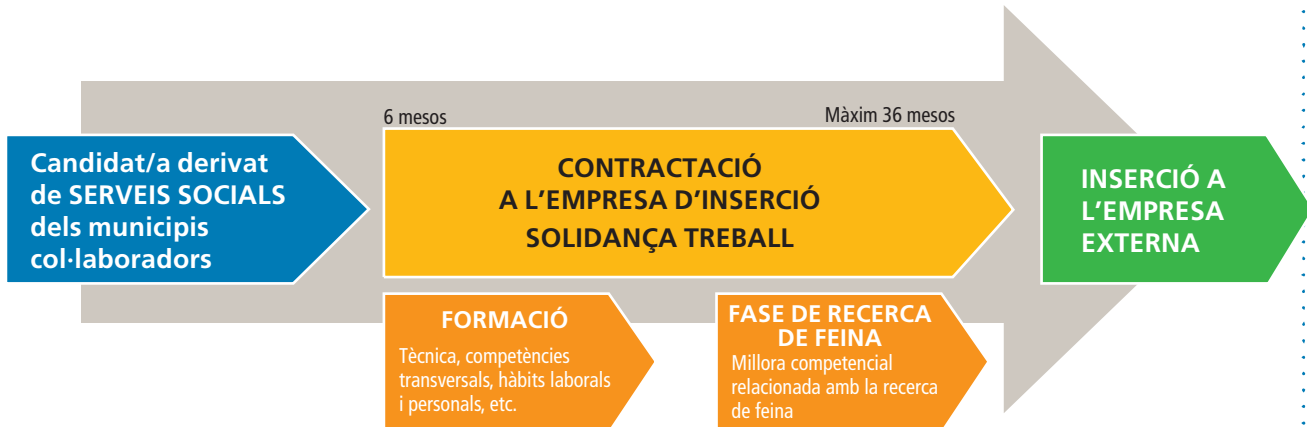 Candidat/a derivat
de SERVEIS SOCIALS
dels municipis
col·laboradors
6 mesos
Màxim 36 mesos
CONTRACTACIÓ
A L’EMPRESA D’INSERCIÓ
SOLIDANÇA TREBALL
FORMACIÓ
Tècnica, competències
transversals, hàbits laborals
i personals, etc.
FASE DE RECERCA
DE FEINA
Millora competencial
relacionada amb la recerca
de feina
INSERCIÓ A
L’EMPRESA
EXTERNA